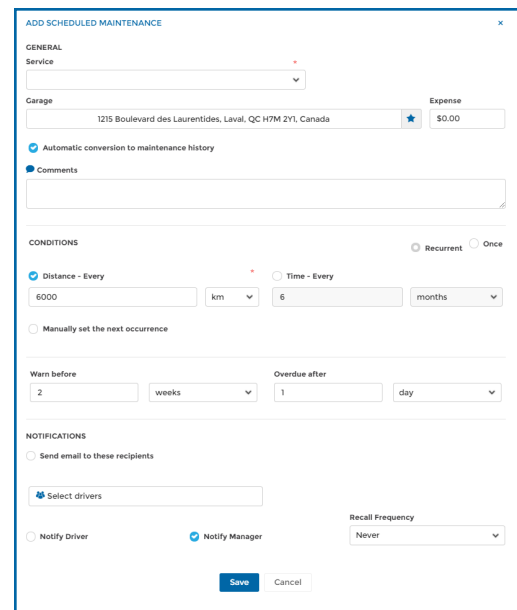 ADD SCHEDULED MAINTENANCE ×
GENERAL
Service *
Garage Expense
1215 Boulevard des Laurentides, Laval, QC H7M 2Y1, Canada $0.00
Automatic conversion to maintenance history
Comments
CONDITIONS Recurrent Once
Distance - Every * Time - Every
6000 km 6 months
Manually set the next occurrence
Warn before Overdue after
2 weeks 1 day
NOTIFICATIONS
Send email to these recipients
Select drivers
Recall Frequency
Notify Driver Notify Manager Never
Save Cancel